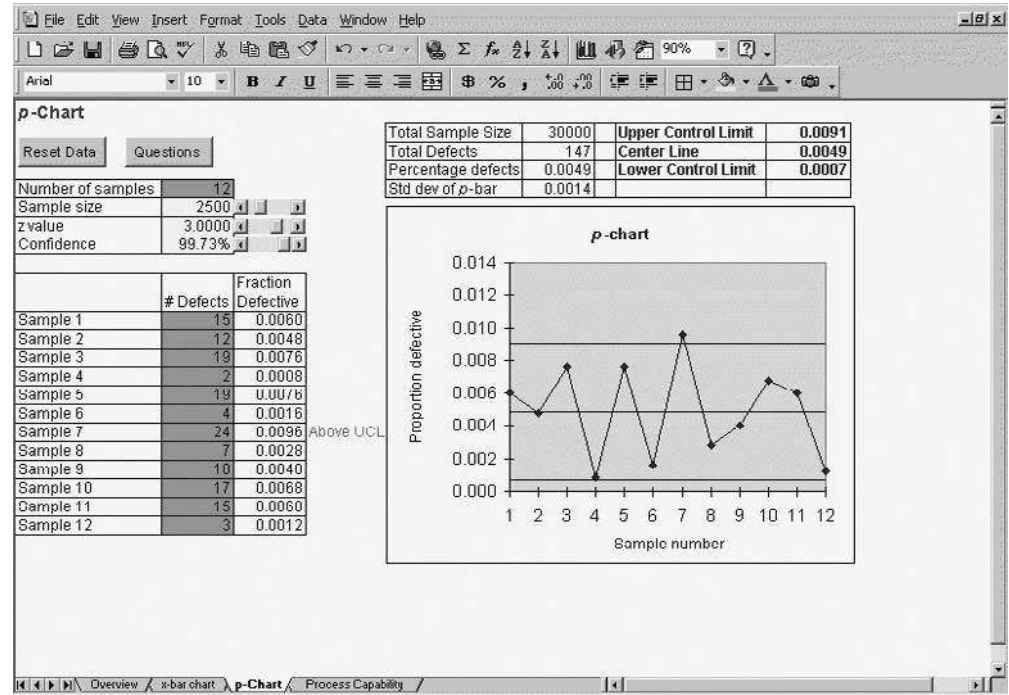 File Edit View Insert Format Tools Data Window Help
90%
Arial 10 B I U $ % ,
p-Chart
Reset Data Questions
Number of samples 12
Sample size 2500
z value 3.0000
Confidence 99.73%
Total Sample Size 30000 Upper Control Limit 0.0091
Total Defects 147 Center Line 0.0049
Percentage defects 0.0049 Lower Control Limit 0.0007
Std dev of p-bar 0.0014
# Defects Fraction Defective
Sample 1 15 0.0060
Sample 2 12 0.0048
Sample 3 19 0.0076
Sample 4 2 0.0008
Sample 5 19 0.0076
Sample 6 4 0.0016
Sample 7 24 0.0096 Above UCL
Sample 8 7 0.0028
Sample 9 10 0.0040
Sample 10 17 0.0068
Sample 11 15 0.0060
Sample 12 3 0.0012
p-chart
Proportion defective
0.014
0.012
0.010
0.008
0.006
0.004
0.002
0.000
1 2 3 4 5 6 7 8 9 10 11 12
Sample number
Overview x-bar chart p-Chart Process Capability